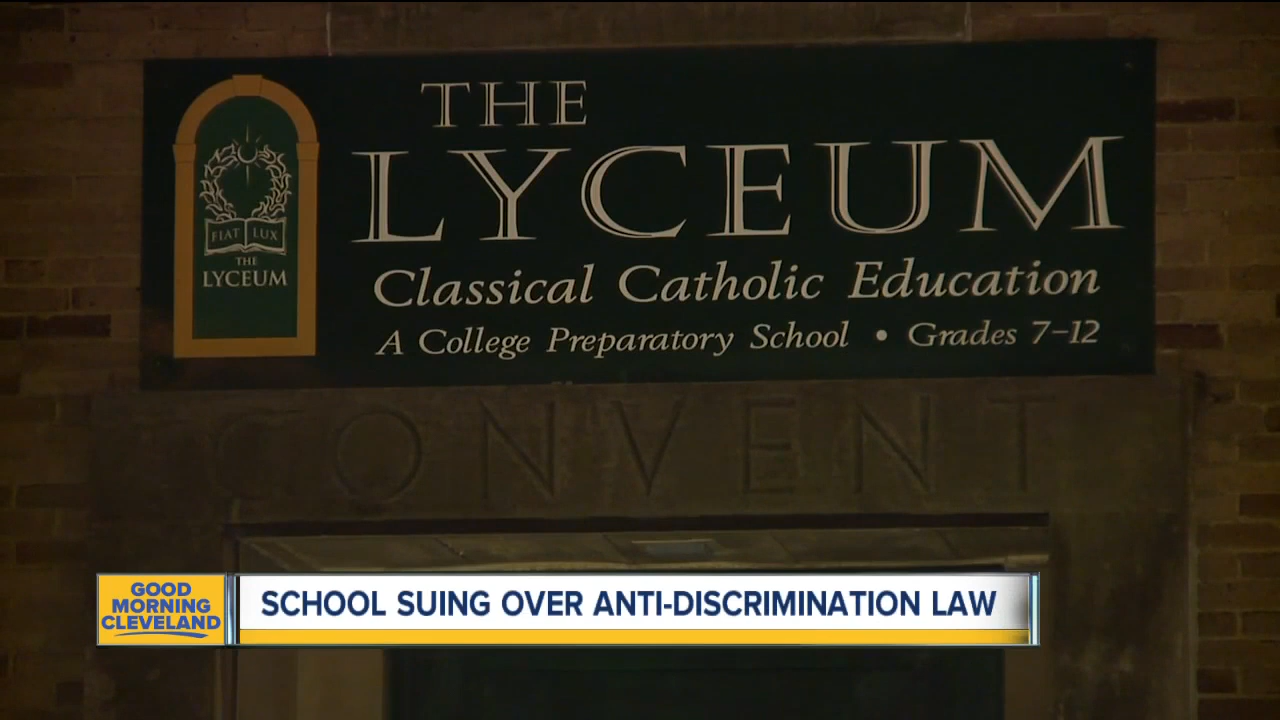 THE
LYCEUM
Classical Catholic Education
A College Preparatory School • Grades 7–12
FIAT LUX
THE
LYCEUM
CONVENT
GOOD
MORNING
CLEVELAND
SCHOOL SUING OVER ANTI-DISCRIMINATION LAW